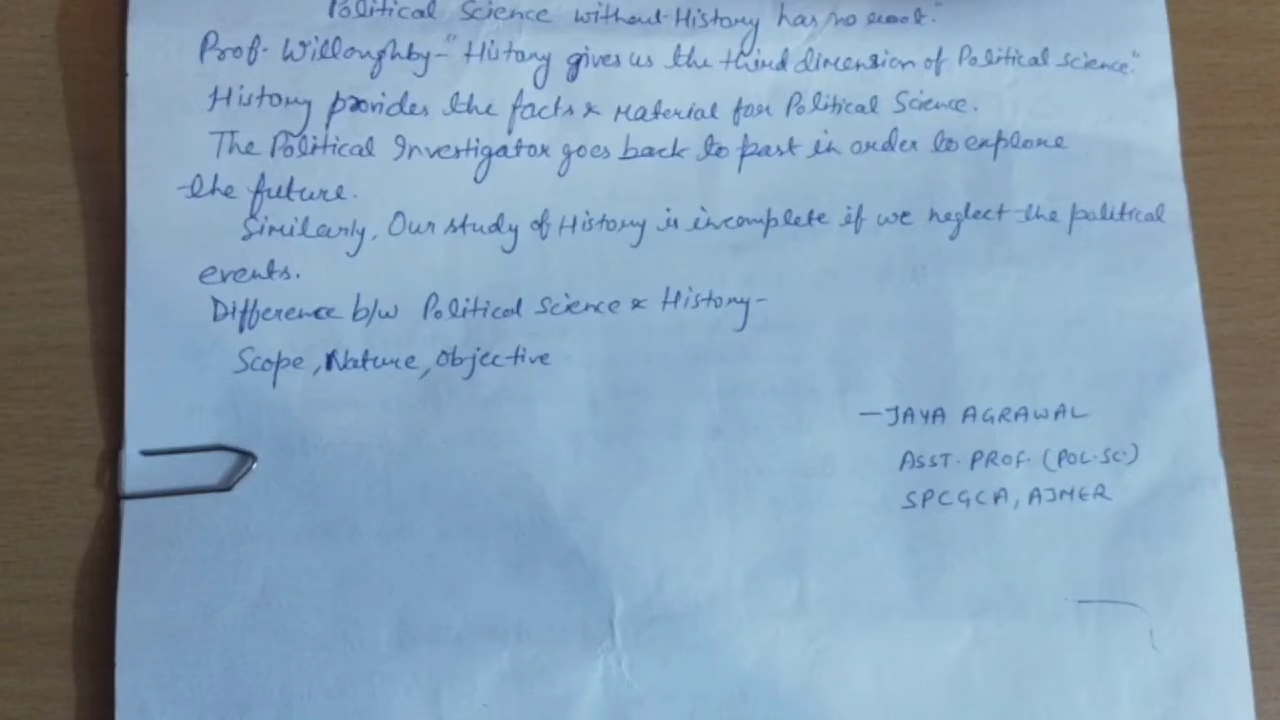 Political Science without History has no root."
Prof. Willoughby-"History gives us the third dimension of Political science."
History provides the facts & Material for Political Science.
The Political Investigator goes back to past in order to explore
the future.
Similarly, Our study of History is incomplete if we neglect the political
events.
Difference b/w Political Science & History-
Scope, Nature, Objective
-JAYA AGRAWAL
ASST. PROF. (POL.SC.)
SPCGCA, AJMER